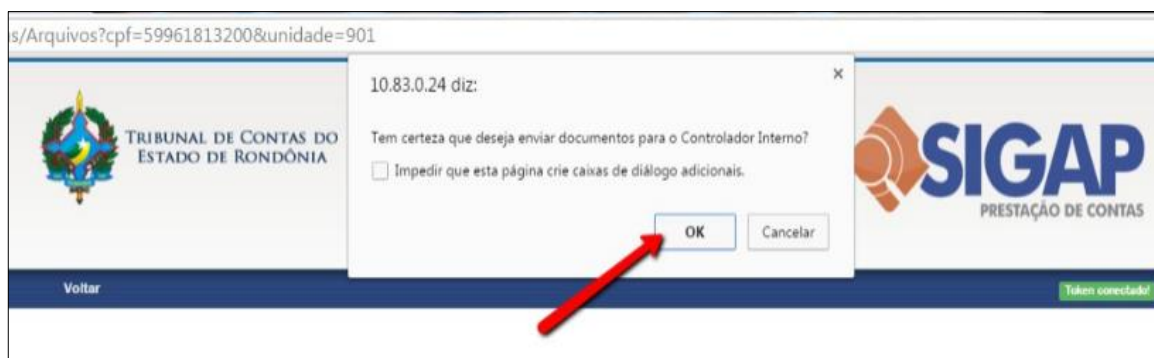 s/Arquivos?cpf=59961813200&unidade=901
10.83.0.24 diz:
×
Tem certeza que deseja enviar documentos para o Controlador Interno?
Impedir que esta página crie caixas de diálogo adicionais.
OK
Cancelar
TRIBUNAL DE CONTAS DO
ESTADO DE RONDÔNIA
SIGAP
PRESTAÇÃO DE CONTAS
Voltar
Token conectado!